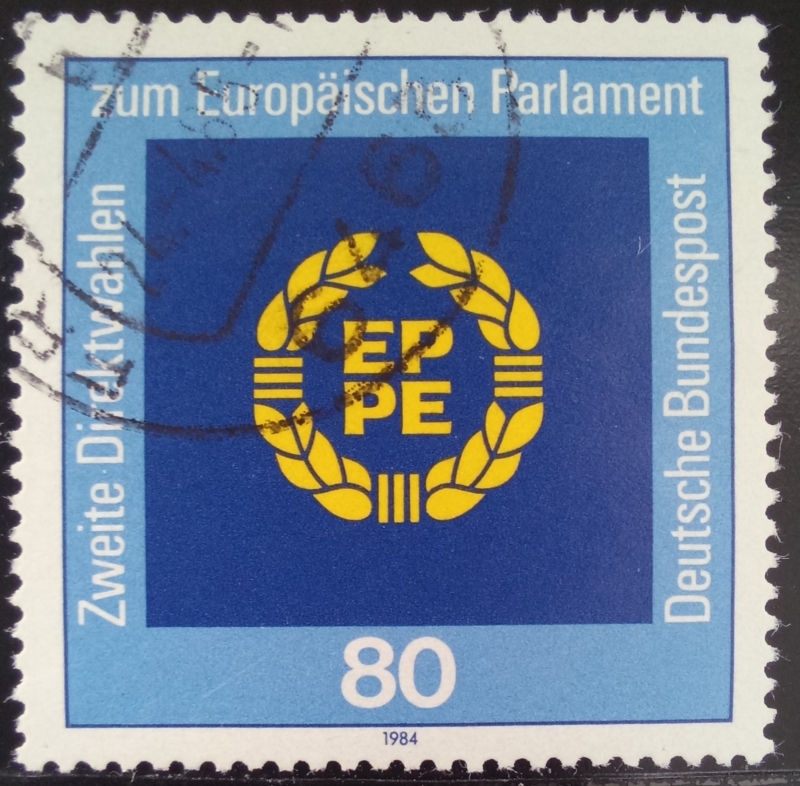 Zweite Direktwahlen
zum Europäischen Parlament
Deutsche Bundespost
EP
PE
80
1984